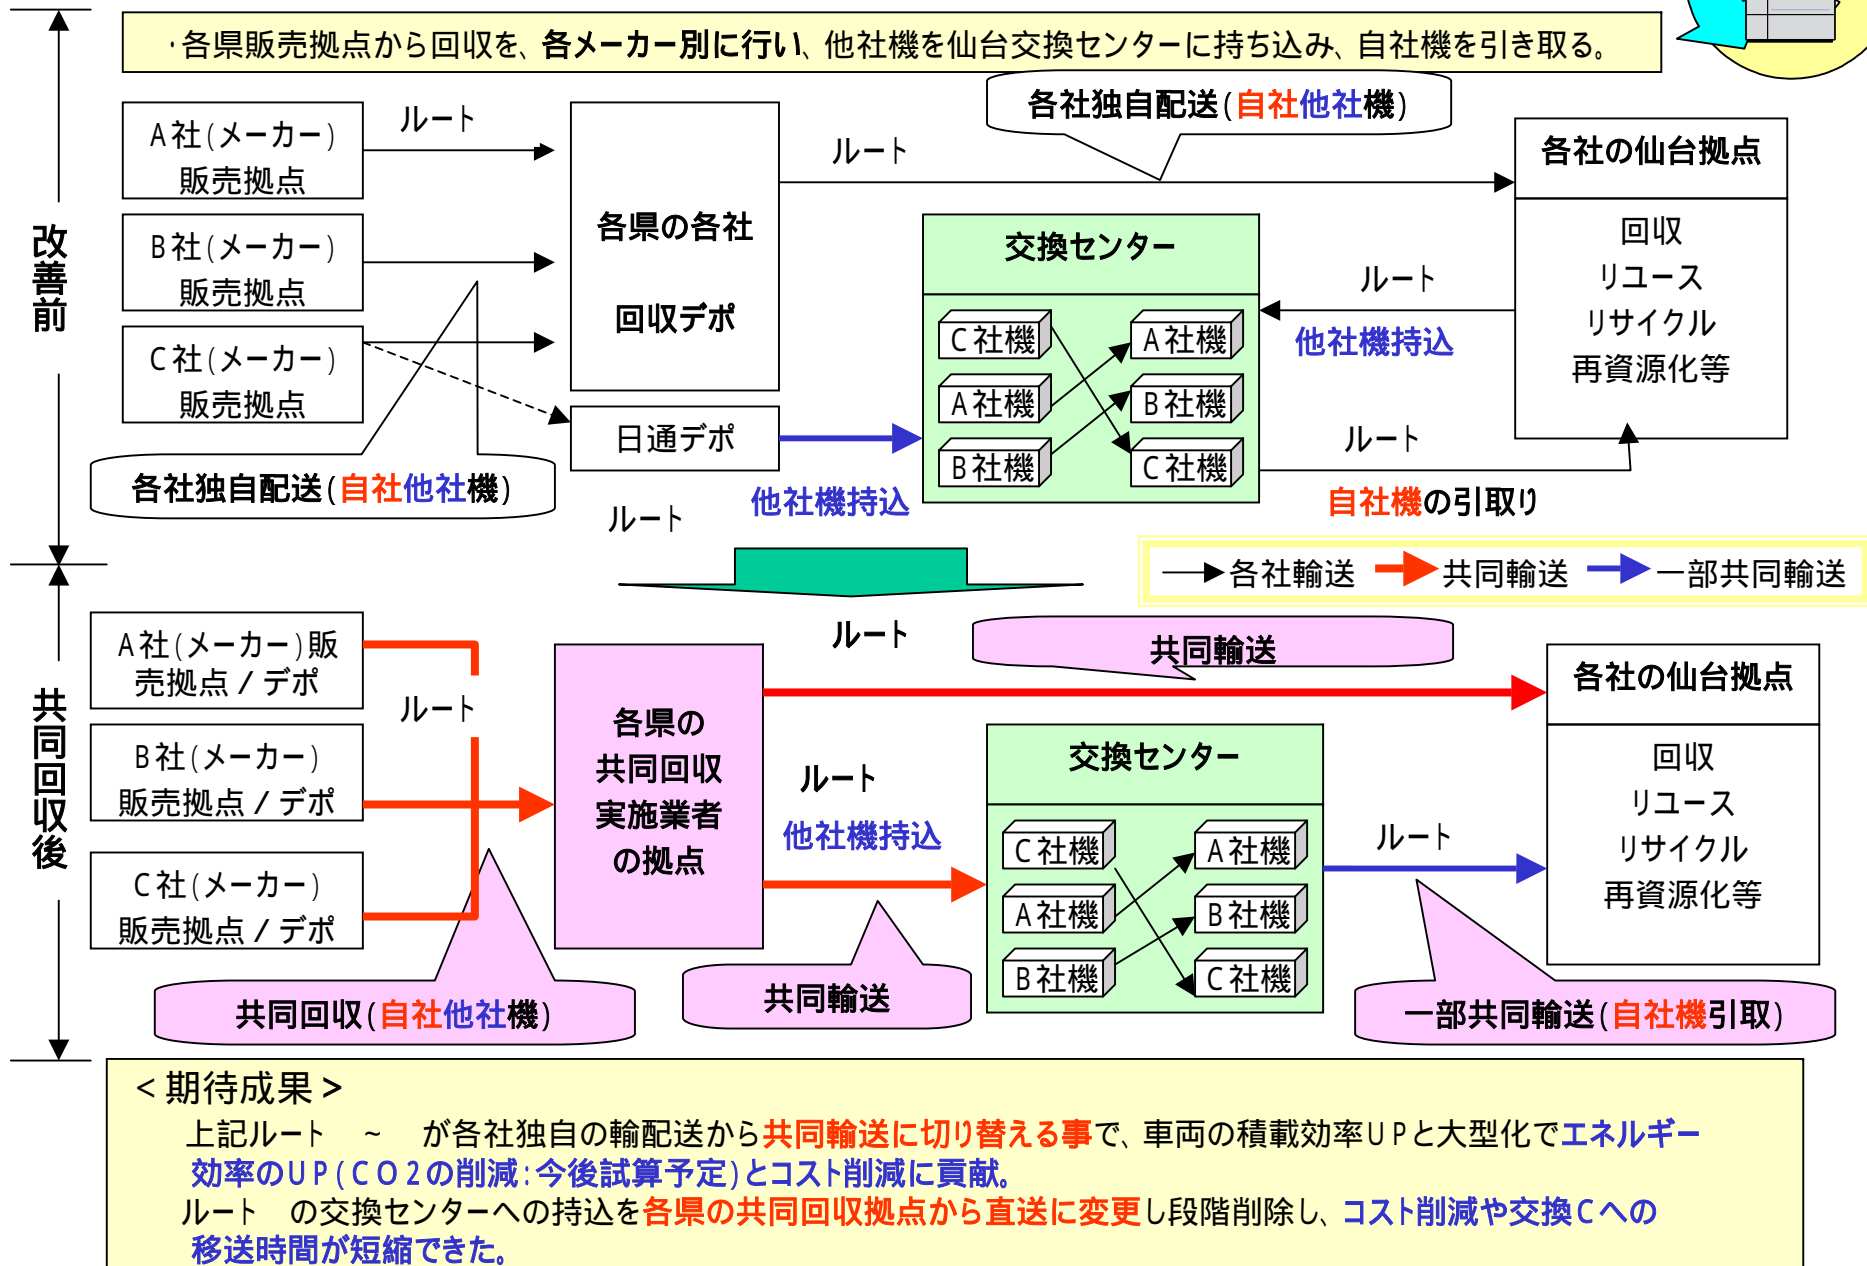 ・各県販売拠点から回収を、各メーカー別に行い、他社機を仙台交換センターに持ち込み、自社機を引き取る。
改善前
A社(メーカー)
販売拠点
B社(メーカー)
販売拠点
C社(メーカー)
販売拠点
ルート
各県の各社
回収デポ
日通デポ
各社独自配送(自社他社機)
ルート
各社独自配送(自社他社機)
ルート
他社機持込
交換センター
C社機
A社機
B社機
A社機
B社機
C社機
ルート
他社機持込
ルート
自社機の引取り
各社の仙台拠点
回収
リユース
リサイクル
再資源化等
各社輸送
共同輸送
一部共同輸送
共同回収後
A社(メーカー)販
売拠点/デポ
B社(メーカー)
販売拠点/デポ
C社(メーカー)
販売拠点/デポ
ルート
共同回収(自社他社機)
各県の
共同回収
実施業者
の拠点
ルート
共同輸送
ルート
他社機持込
共同輸送
交換センター
C社機
A社機
B社機
A社機
B社機
C社機
ルート
一部共同輸送(自社機引取)
各社の仙台拠点
回収
リユース
リサイクル
再資源化等
<期待成果>
上記ルート ~ が各社独自の輸配送から共同輸送に切り替える事で、車両の積載効率UPと大型化でエネルギー
効率のUP(CO2の削減:今後試算予定)とコスト削減に貢献。
ルート の交換センターへの持込を各県の共同回収拠点から直送に変更し段階削除し、コスト削減や交換Cへの
移送時間が短縮できた。